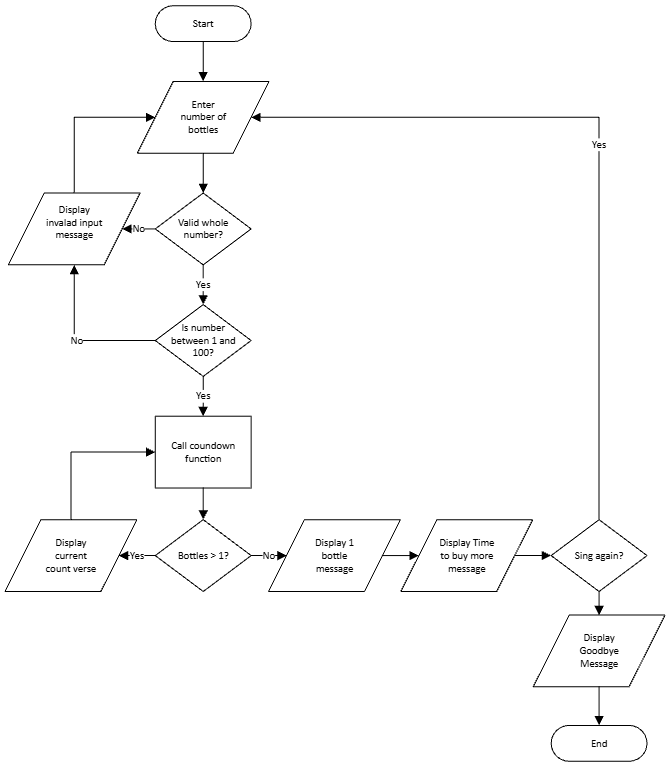 Start
Enter
number of
bottles
Yes
Display
invalad input
message
No
Valid whole
number?
Yes
Is number
between 1 and
100?
No
Yes
Call coundown
function
Display
current
count verse
Yes
Bottles > 1?
No
Display 1
bottle
message
Display Time
to buy more
message
Sing again?
Display
Goodbye
Message
End